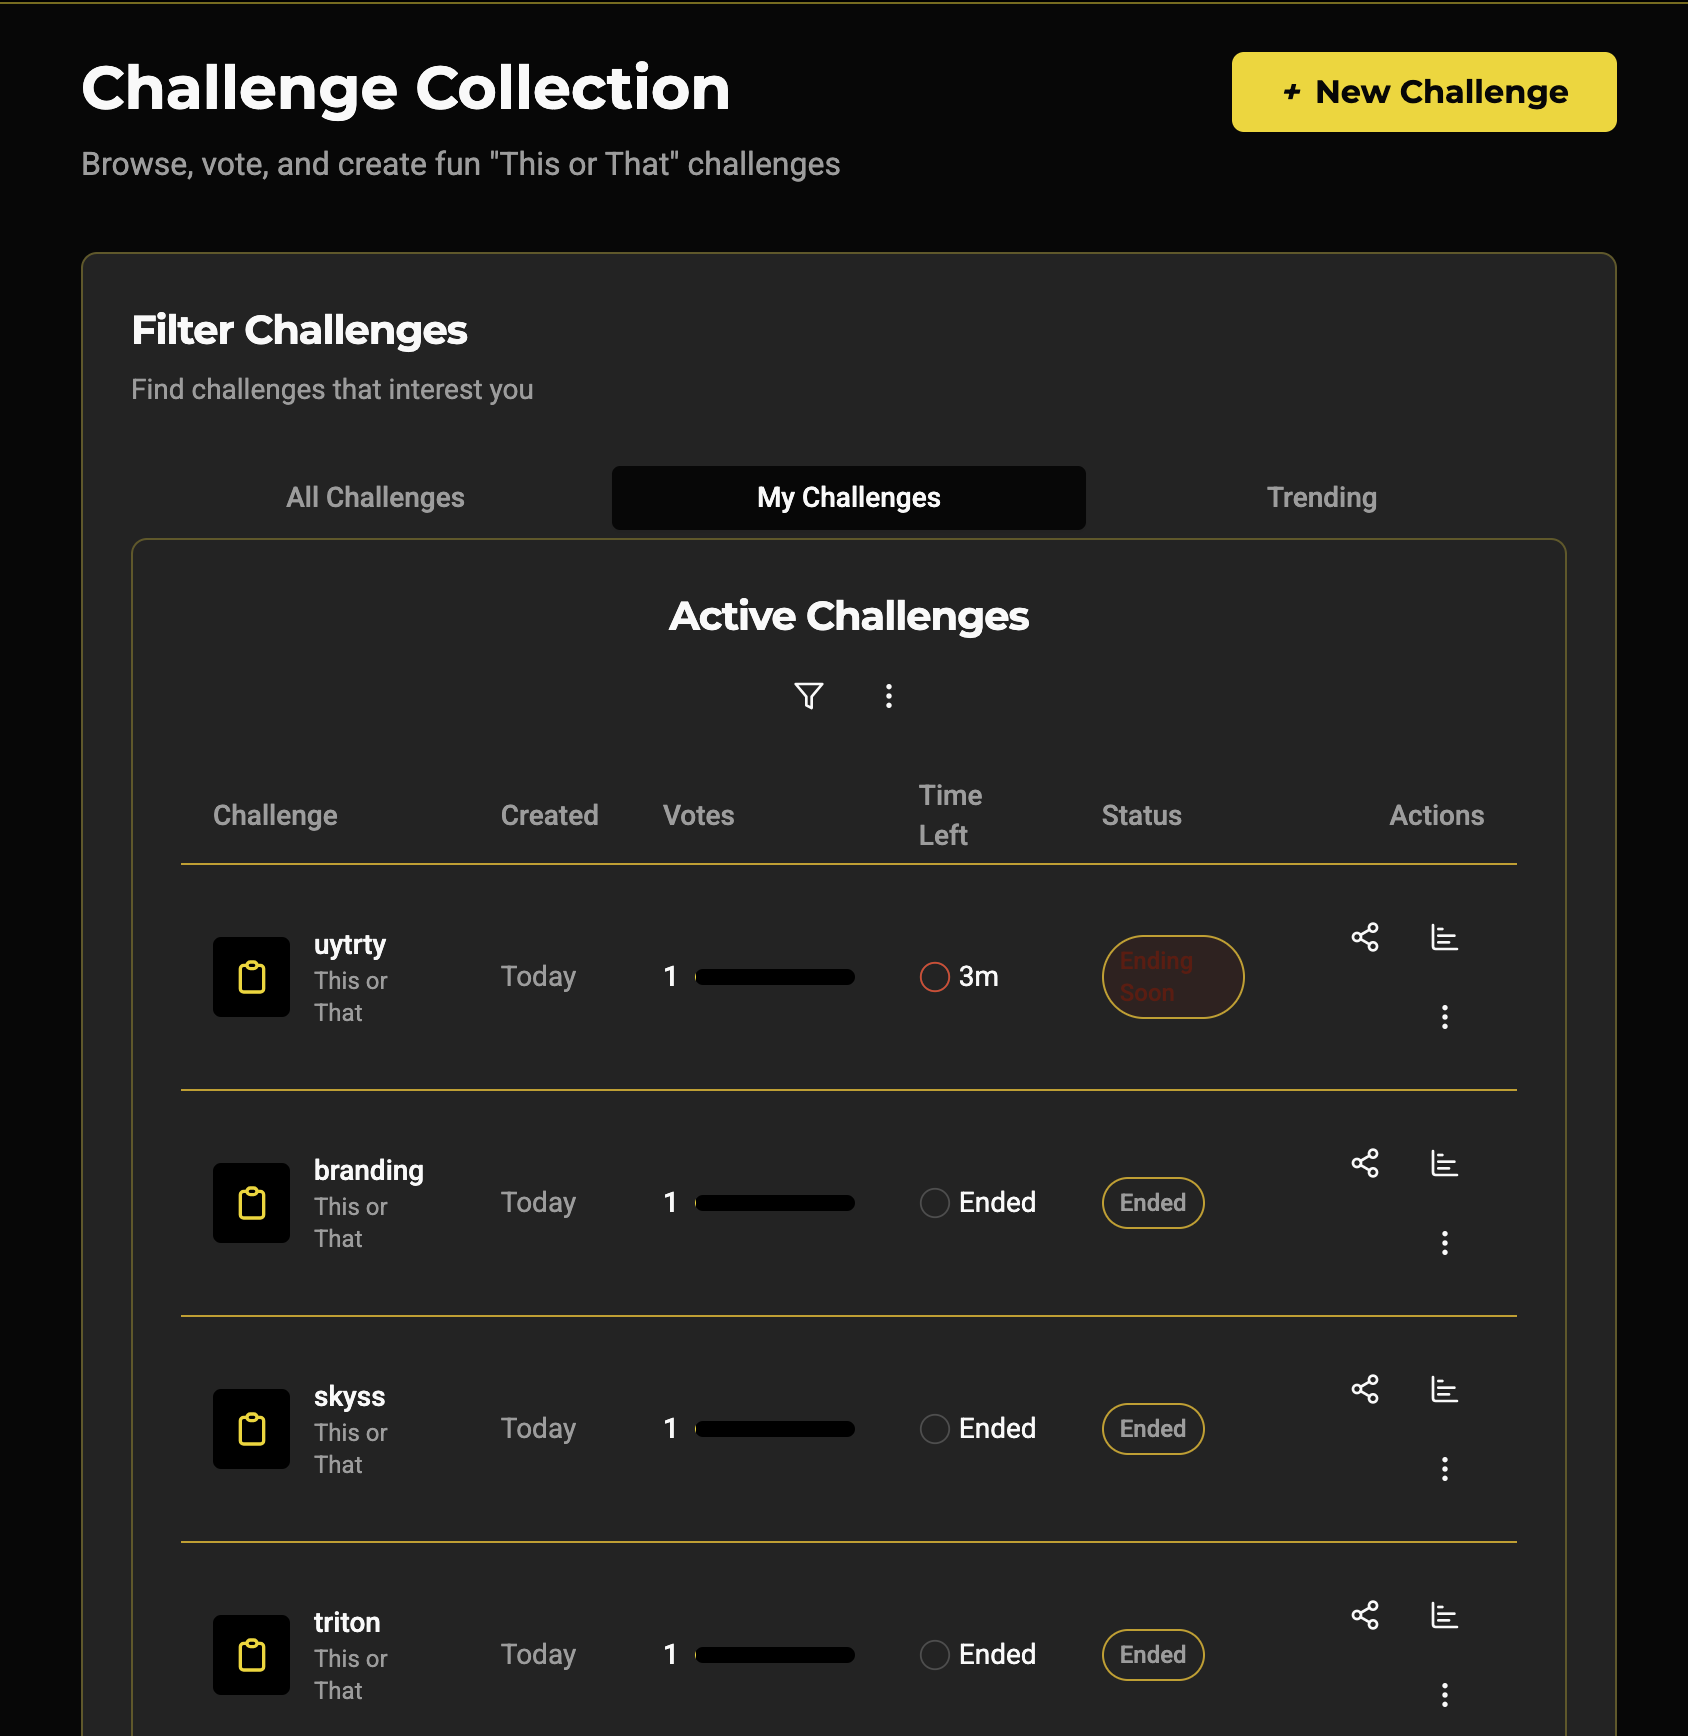 Challenge Collection
+ New Challenge
Browse, vote, and create fun "This or That" challenges
Filter Challenges
Find challenges that interest you
All Challenges
My Challenges
Trending
Active Challenges
Challenge
Created
Votes
Time
Left
Status
Actions
uytrty
This or
That
Today
1
3m
Ending
Soon
branding
This or
That
Today
1
Ended
Ended
skyss
This or
That
Today
1
Ended
Ended
triton
This or
That
Today
1
Ended
Ended